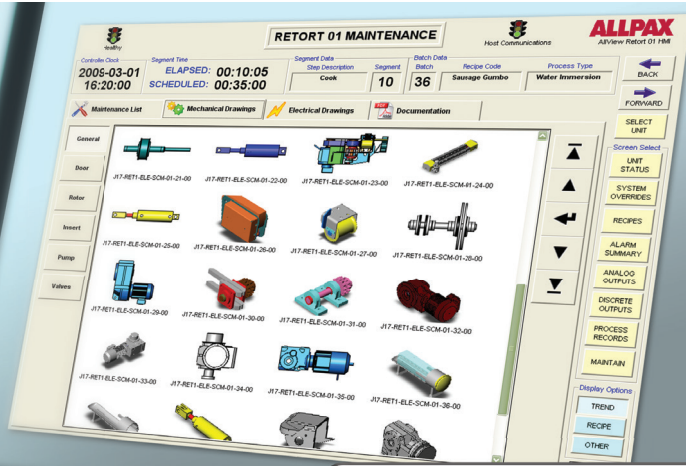 RETORT 01 MAINTENANCE
Healthy
Host Communications
ALLPAX
AllView Retort 01 HMI
Controller Clock
2009-03-01
16:20:00
Segment Time
ELAPSED: 00:10:05
SCHEDULED: 00:35:00
Segment Data
Step Description
Segment
Cook
10
Batch Data
Batch
Recipe Code
Process Type
36
Sausage Gumbo
Water Immersion
BACK
FORWARD
Maintenance List
Mechanical Drawings
Electrical Drawings
PDF
Documentation
SELECT
UNIT
Screen Select
UNIT
STATUS
SYSTEM
OVERRIDES
RECIPES
ALARM
SUMMARY
ANALOG
OUTPUTS
DISCRETE
OUTPUTS
PROCESS
RECORDS
MAINTAIN
Display Options
TREND
RECIPE
OTHER
General
Door
Rotor
Insert
Pump
Valves
J17-RET1-ELE-SCM-01-21-00
J17-RET1-ELE-SCM-01-22-00
J17-RET1-ELE-SCM-01-23-00
J17-RET1-ELE-SCM-01-24-00
J17-RET1-ELE-SCM-01-25-00
J17-RET1-ELE-SCM-01-26-00
J17-RET1-ELE-SCM-01-27-00
J17-RET1-ELE-SCM-01-28-00
J17-RET1-ELE-SCM-01-29-00
J17-RET1-ELE-SCM-01-30-00
J17-RET1-ELE-SCM-01-31-00
J17-RET1-ELE-SCM-01-32-00
J17-RET1-ELE-SCM-01-33-00
J17-RET1-ELE-SCM-01-34-00
J17-RET1-ELE-SCM-01-35-00
J17-RET1-ELE-SCM-01-36-00